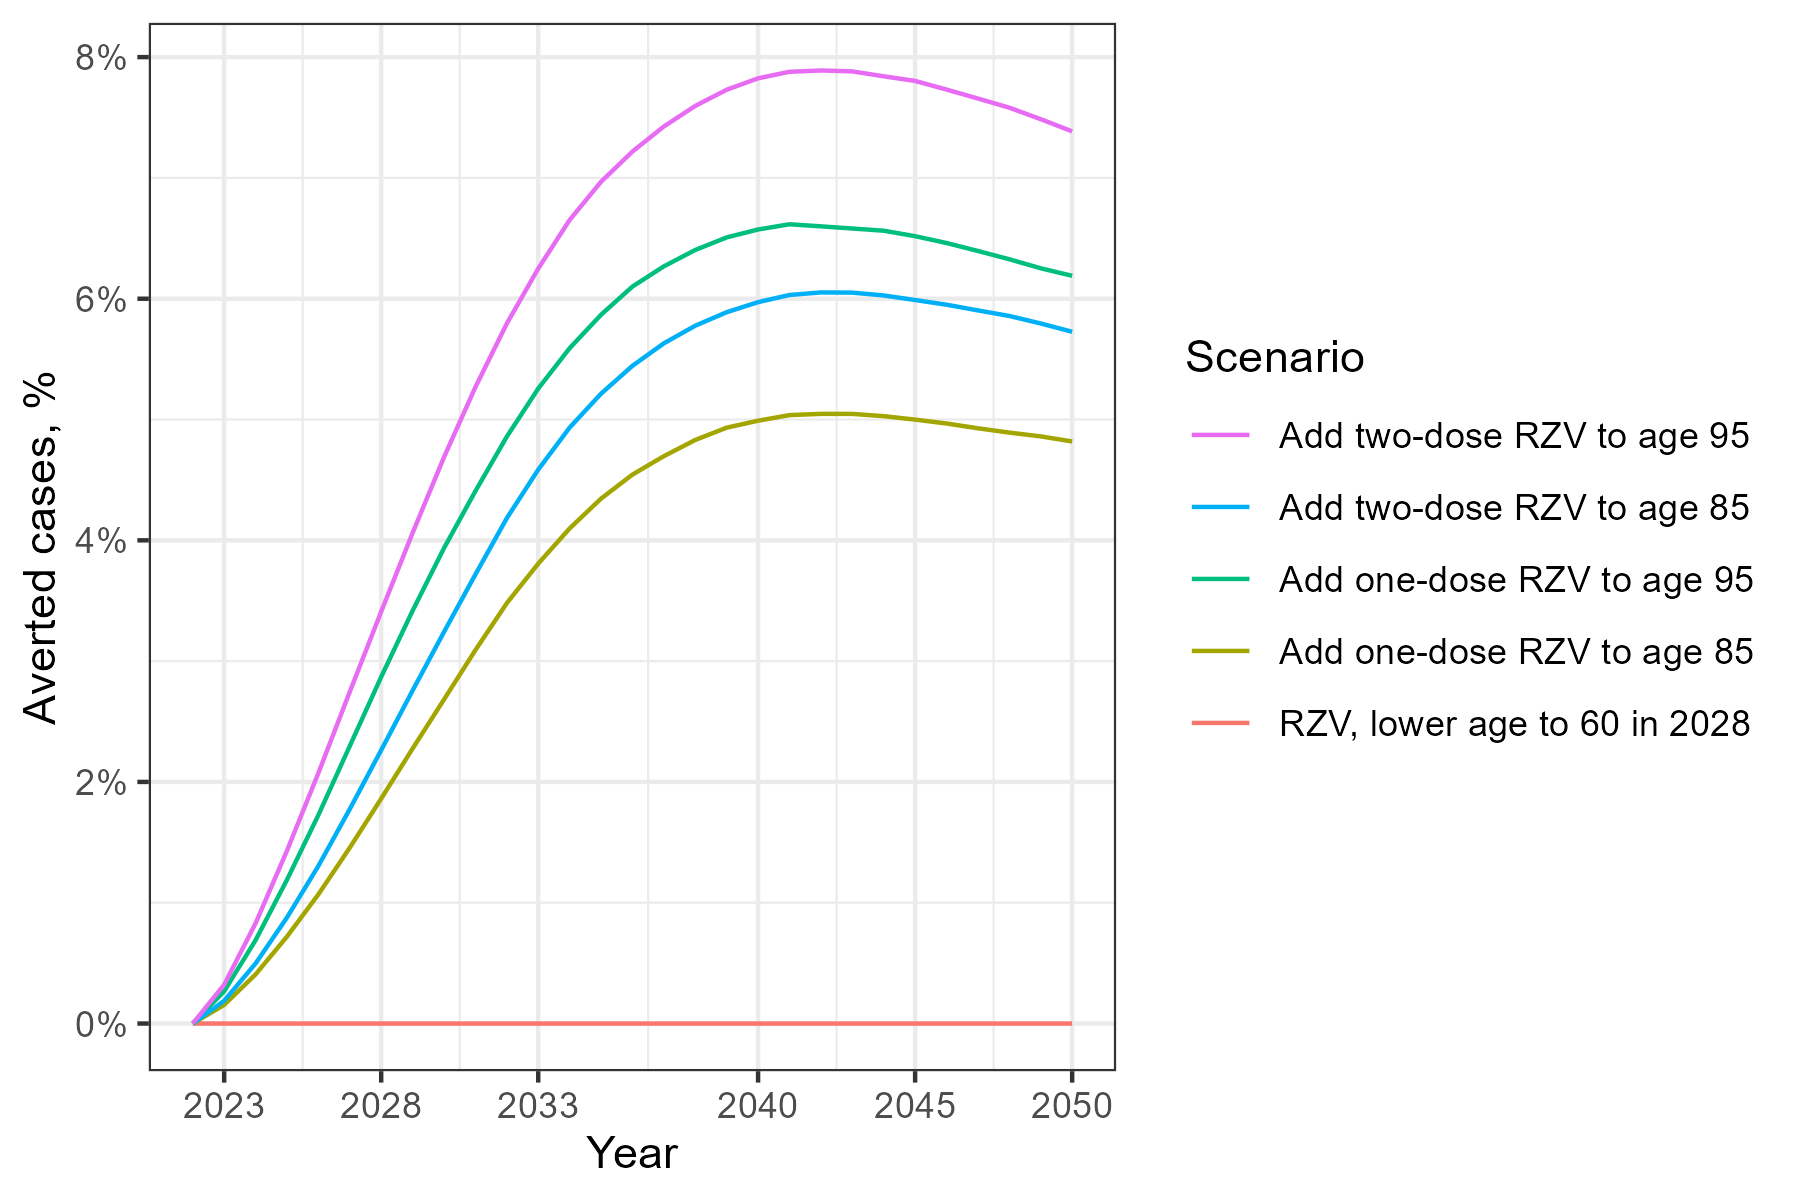 8%
6%
4%
2%
0%
Averted cases, %
2023 2028 2033 2040 2045 2050
Year
Scenario
Add two-dose RZV to age 95
Add two-dose RZV to age 85
Add one-dose RZV to age 95
Add one-dose RZV to age 85
RZV, lower age to 60 in 2028